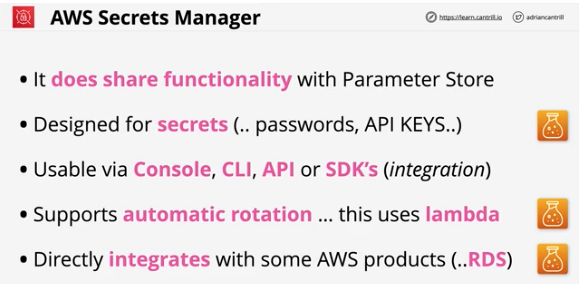 AWS Secrets Manager
https://learn.cantrill.io
adriancantrill
• It does share functionality with Parameter Store
• Designed for secrets (.. passwords, API KEYS..)
• Usable via Console, CLI, API or SDK's (integration)
• Supports automatic rotation ... this uses lambda
• Directly integrates with some AWS products (..RDS)